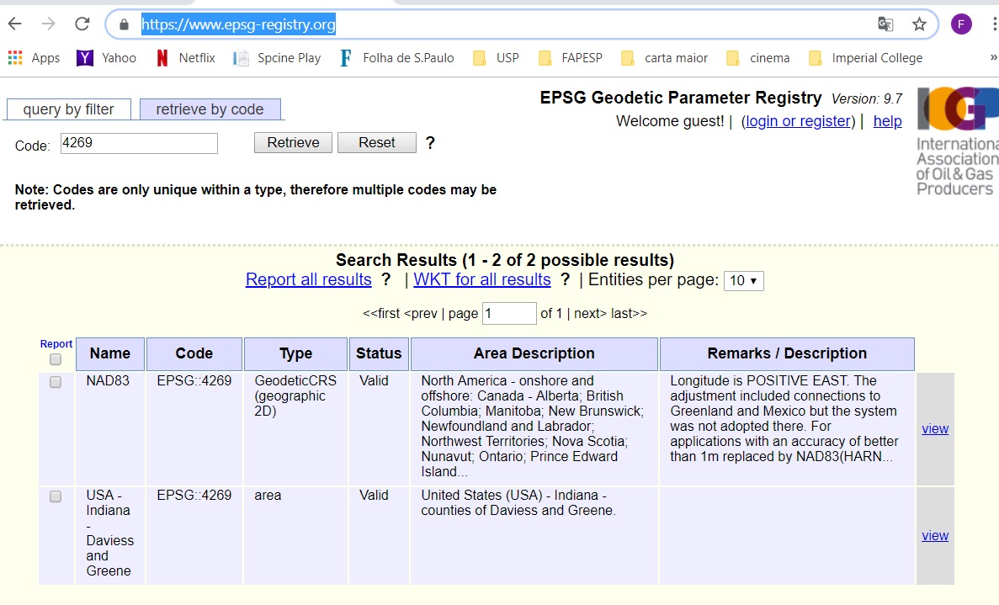 https://www.epsg-registry.org
F
Apps Yahoo Netflix Spcine Play Folha de S.Paulo USP FAPESP carta maior cinema Imperial College »
query by filter retrieve by code
EPSG Geodetic Parameter Registry Version: 9.7
Welcome guest! | (login or register) | help
Code: 4269 Retrieve Reset ?
Note: Codes are only unique within a type, therefore multiple codes may be
retrieved.
IOGP
Internationa
Association
of Oil & Gas
Producers
Search Results (1 - 2 of 2 possible results)
Report all results ? | WKT for all results ? | Entities per page: 10
<<first <prev | page 1 of 1 | next> last>>
Report Name Code Type Status Area Description Remarks / Description
NAD83
EPSG::4269
GeodeticCRS
(geographic
2D)
Valid
North America - onshore and
offshore: Canada - Alberta; British
Columbia; Manitoba; New Brunswick;
Newfoundland and Labrador;
Northwest Territories; Nova Scotia;
Nunavut; Ontario; Prince Edward
Island...
Longitude is POSITIVE EAST. The
adjustment included connections to
Greenland and Mexico but the system
was not adopted there. For
applications with an accuracy of better
than 1m replaced by NAD83(HARN...
view
USA -
Indiana
-
Daviess
and
Greene
EPSG::4269
area
Valid
United States (USA) - Indiana -
counties of Daviess and Greene.
view